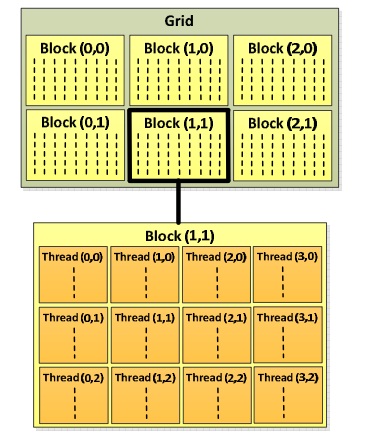 Grid
Block (0,0) Block (1,0) Block (2,0)
Block (0,1) Block (1,1) Block (2,1)
Block (1,1)
Thread (0,0) Thread (1,0) Thread (2,0) Thread (3,0)
Thread (0,1) Thread (1,1) Thread (2,1) Thread (3,1)
Thread (0,2) Thread (1,2) Thread (2,2) Thread (3,2)